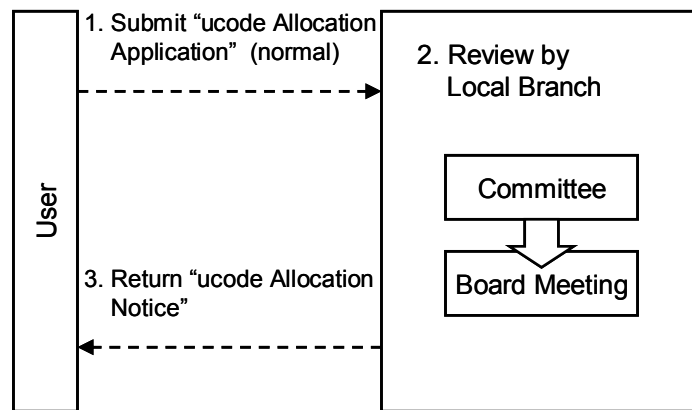 1. Submit “ucode Allocation
Application” (normal)
2. Review by
Local Branch
User
Committee
Board Meeting
3. Return “ucode Allocation
Notice”